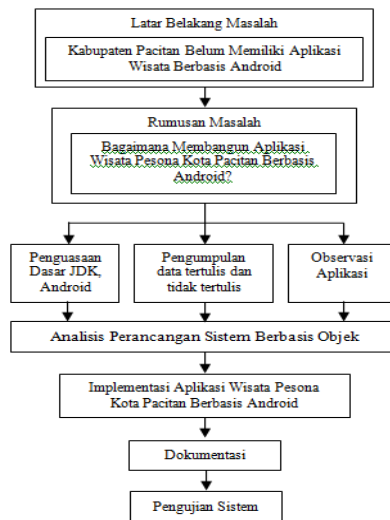 Latar Belakang Masalah
Kabupaten Pacitan Belum Memiliki Aplikasi
Wisata Berbasis Android
Rumusan Masalah
Bagaimana Membangun Aplikasi
Wisata Pesona Kota Pacitan Berbasis
Android?
Penguasaan
Dasar JDK,
Android
Pengumpulan
data tertulis dan
tidak tertulis
Observasi
Aplikasi
Analisis Perancangan Sistem Berbasis Objek
Implementasi Aplikasi Wisata Pesona
Kota Pacitan Berbasis Android
Dokumentasi
Pengujian Sistem